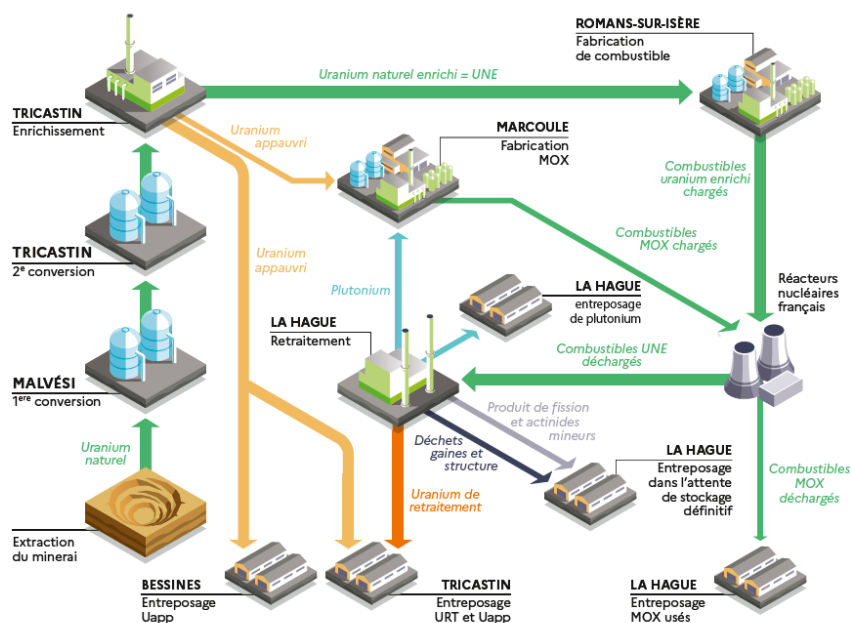 ROMANS-SUR-ISÈRE
Fabrication
de combustible
Uranium naturel enrichi = UNE
TRICASTIN
Enrichissement
Uranium
appauvri
MARCOULE
Fabrication
MOX
Combustibles
uranium enrichi
chargés
TRICASTIN
2e conversion
Uranium
appauvri
Combustibles
MOX chargés
Plutonium
LA HAGUE
entreposage
de plutonium
Réacteurs
nucléaires
français
LA HAGUE
Retraitement
Combustibles UNE
déchargés
MALVÉSI
1ere conversion
Produit de fission
et actinides
mineurs
Déchets
gaines et
structure
Uranium
naturel
LA HAGUE
Entreposage
dans l'attente
de stockage
définitif
Combustibles
MOX
déchargés
Uranium de
retraitement
Extraction
du minerai
BESSINES
Entreposage
Uapp
TRICASTIN
Entreposage
URT et Uapp
LA HAGUE
Entreposage
MOX usés